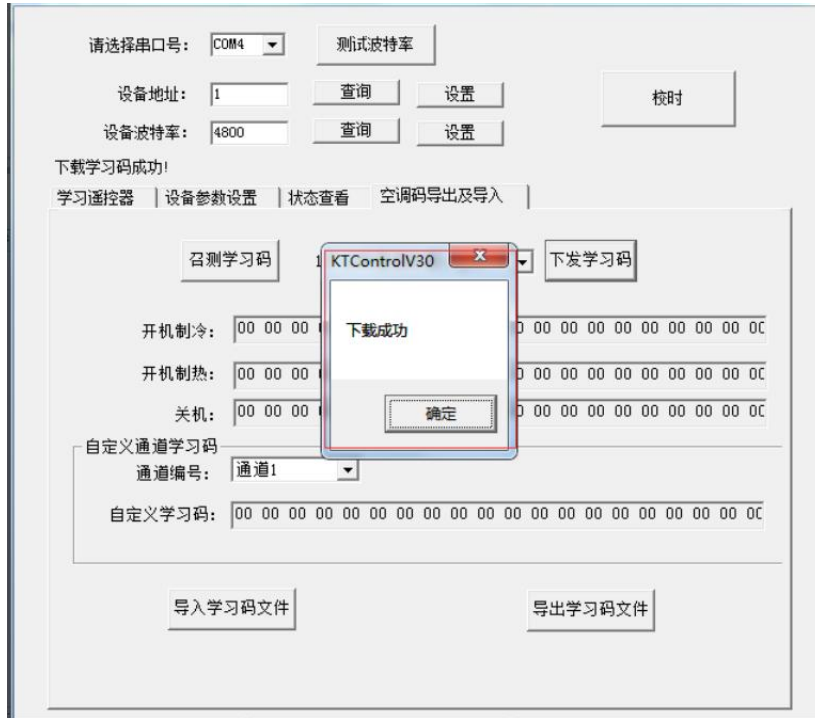 请选择串口号： COM4 测试波特率
设备地址： 1 查询 设置 校时
设备波特率： 4800 查询 设置
下载学习码成功!
学习遥控器 设备参数设置 状态查看 空调码导出及导入
召测学习码 1 下发学习码
KTControlV30
下载成功
确定
开机制冷： 00 00 00 00 00 00 00 00 00 00 00 0C
开机制热： 00 00 00 00 00 00 00 00 00 00 00 0C
关机： 00 00 00 00 00 00 00 00 00 00 00 0C
自定义通道学习码
通道编号： 通道1
自定义学习码： 00 00 00 00 00 00 00 00 00 00 00 00 00 00 00 00 00 00 00 0C
导入学习码文件 导出学习码文件